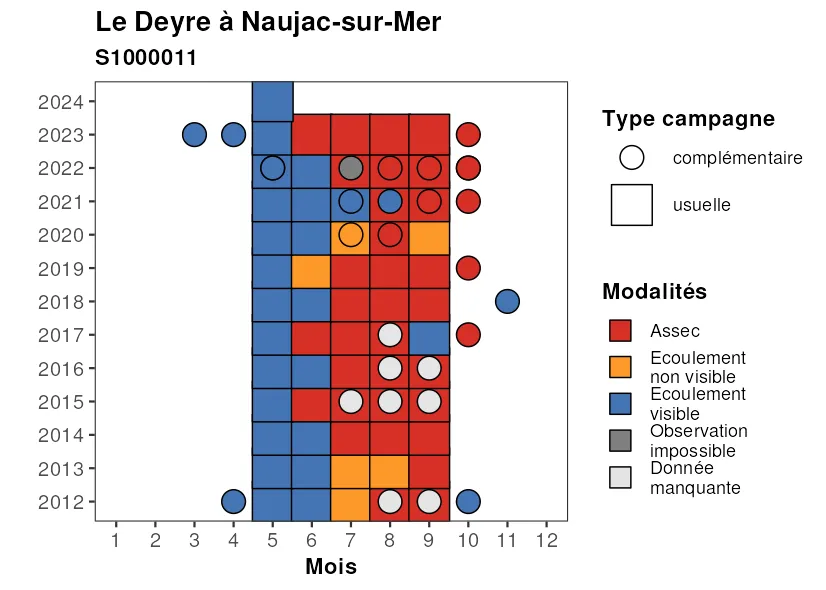 Le Deyre à Naujac-sur-Mer
S1000011
2024
2023
2022
2021
2020
2019
2018
2017
2016
2015
2014
2013
2012
1 2 3 4 5 6 7 8 9 10 11 12
Mois
Type campagne
complémentaire
usuelle
Modalités
Assec
Ecoulement
non visible
Ecoulement
visible
Observation
impossible
Donnée
manquante